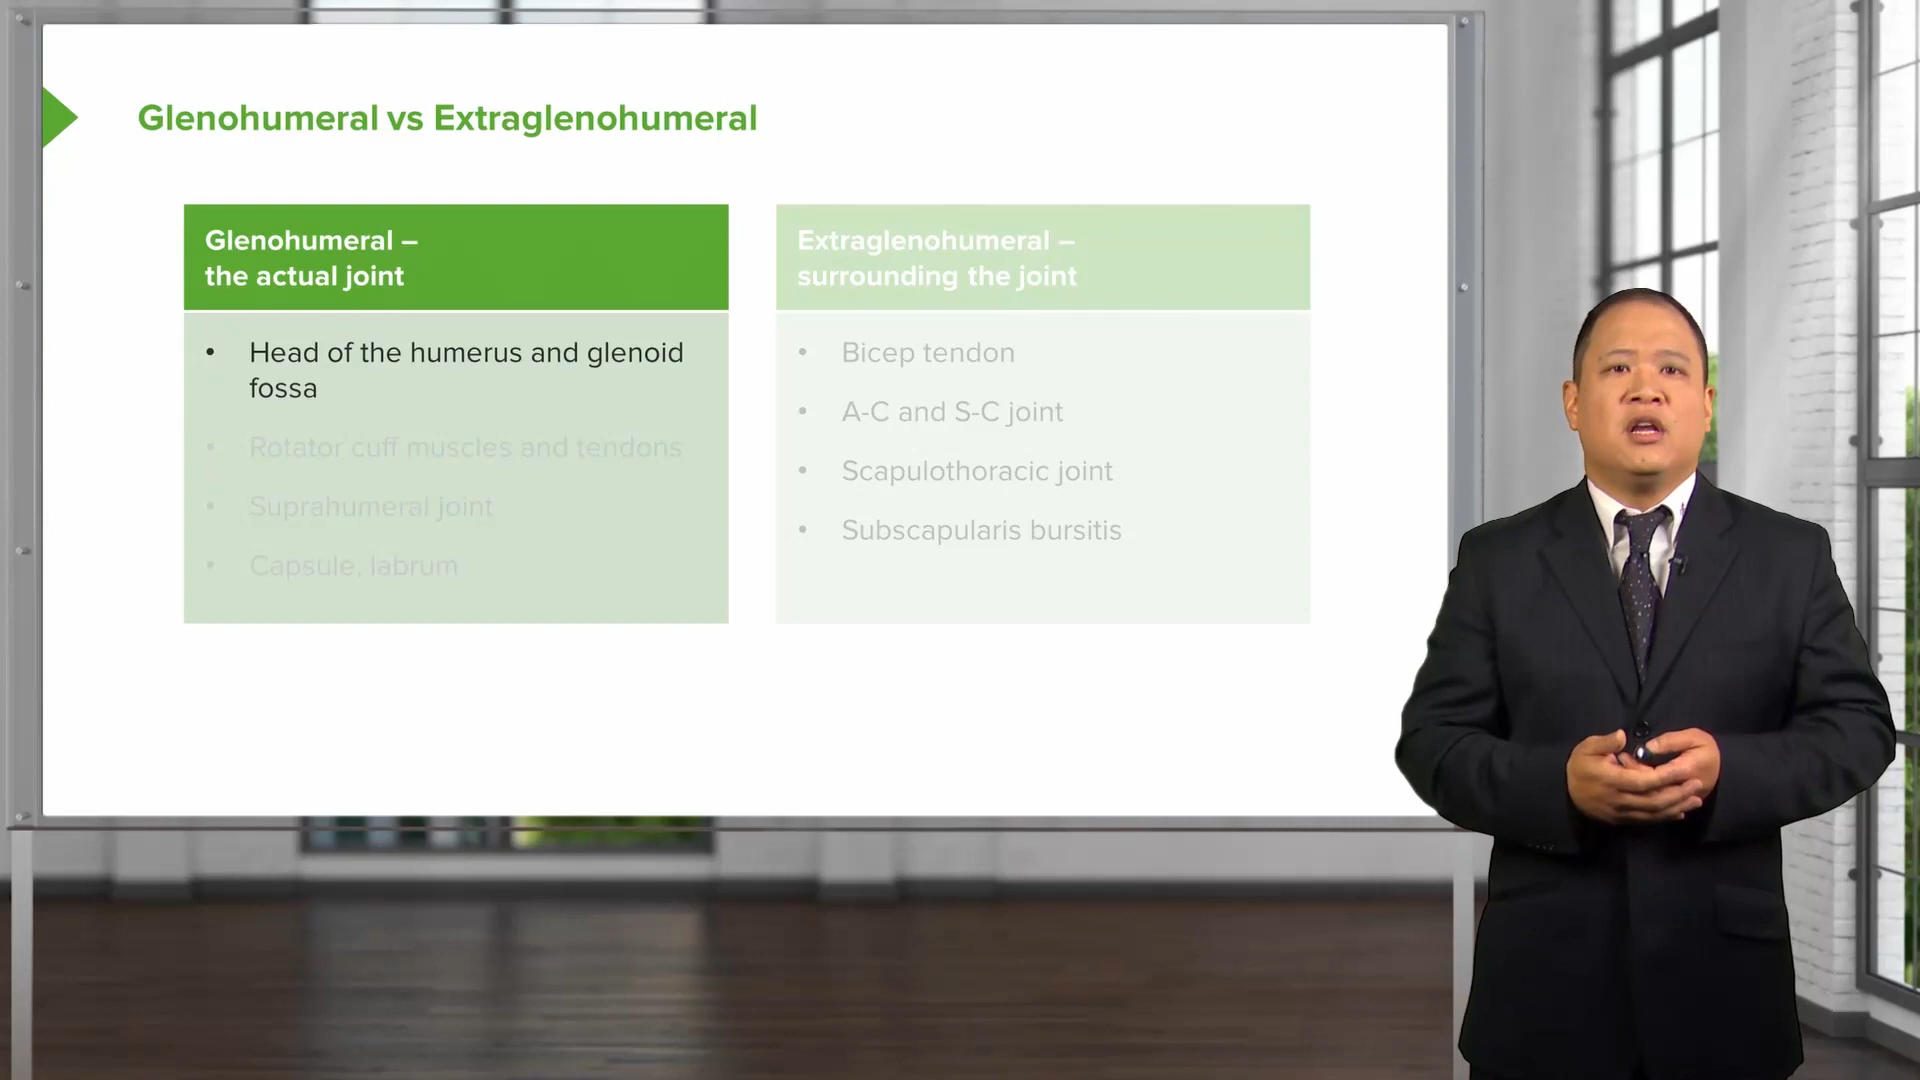 Glenohumeral vs Extraglenohumeral
Glenohumeral –
the actual joint
• Head of the humerus and glenoid
fossa
• Rotator cuff muscles and tendons
• Suprahumeral joint
• Capsule, labrum
Extraglenohumeral –
surrounding the joint
• Bicep tendon
• A-C and S-C joint
• Scapulothoracic joint
• Subscapularis bursitis